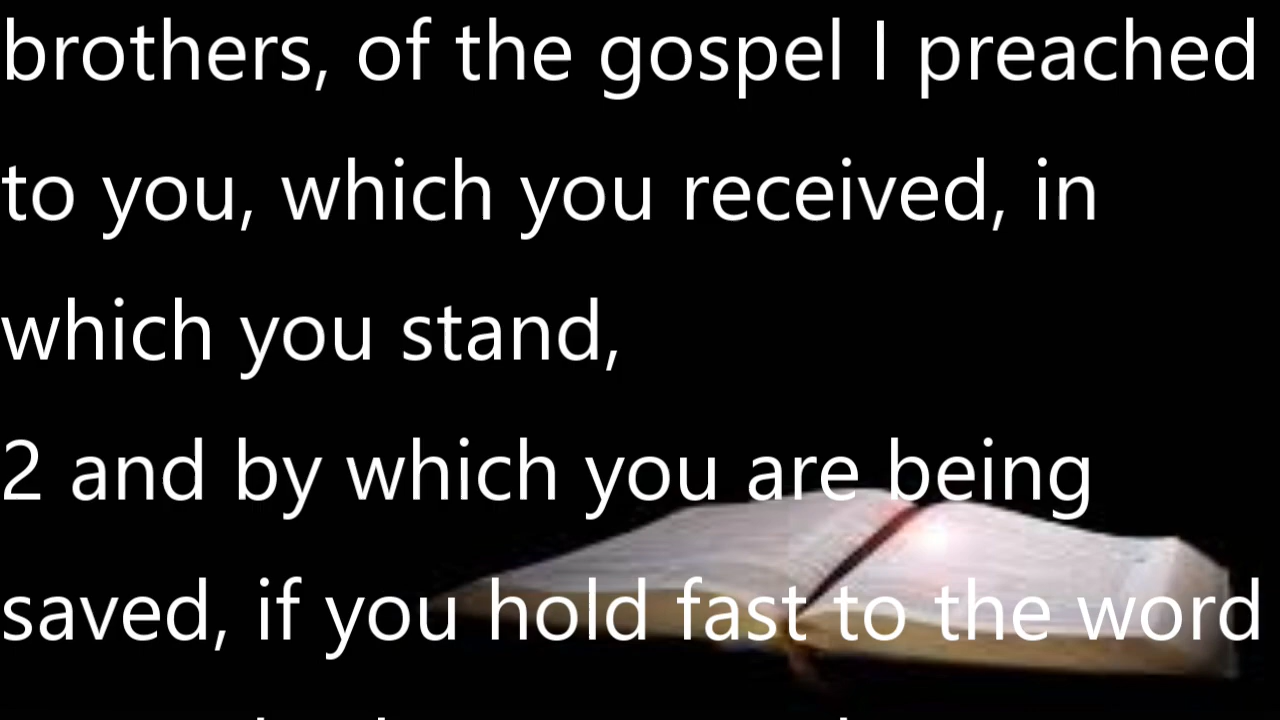 brothers, of the gospel I preached
to you, which you received, in
which you stand,
2 and by which you are being
saved, if you hold fast to the word